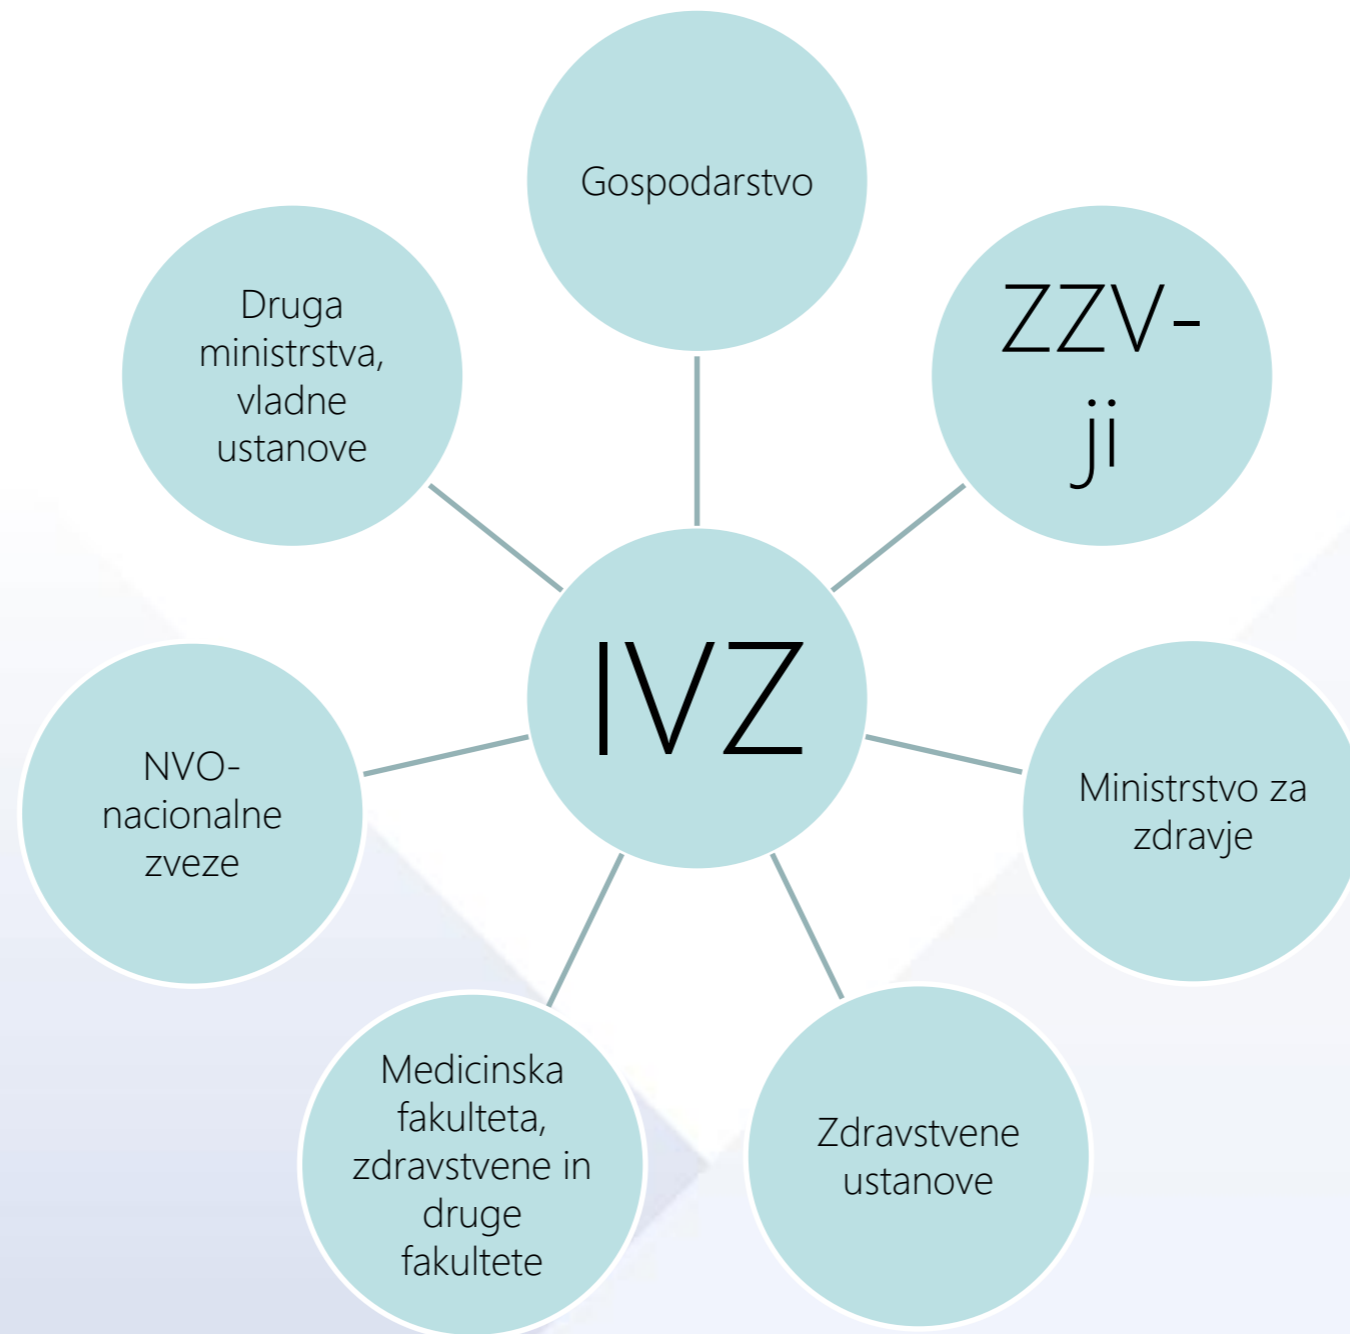 Gospodarstvo
ZZV-
ji
Ministrstvo za
zdravje
Zdravstvene
ustanove
Medicinska
fakulteta,
zdravstvene in
druge
fakultete
NVO-
nacionalne
zveze
Druga
ministrstva,
vladne
ustanove
IVZ